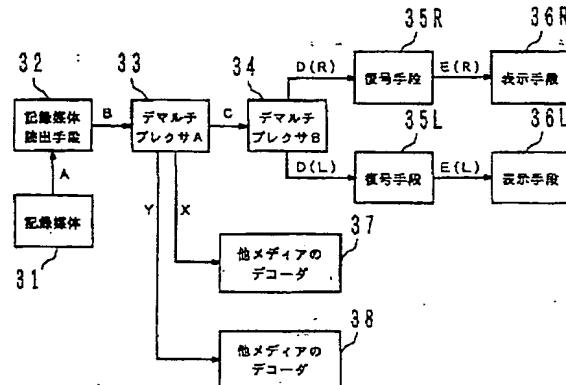 35R
36R
32
33
34
D(R)
復号手段
E(R)
表示手段
記録媒体
読出手段
B
デマルチ
プレクサA
C
デマルチ
プレクサB
35L
36L
D(L)
復号手段
E(L)
表示手段
A
Y
X
記録媒体
31
37
他メディアの
デコーダ
38
他メディアの
デコーダ